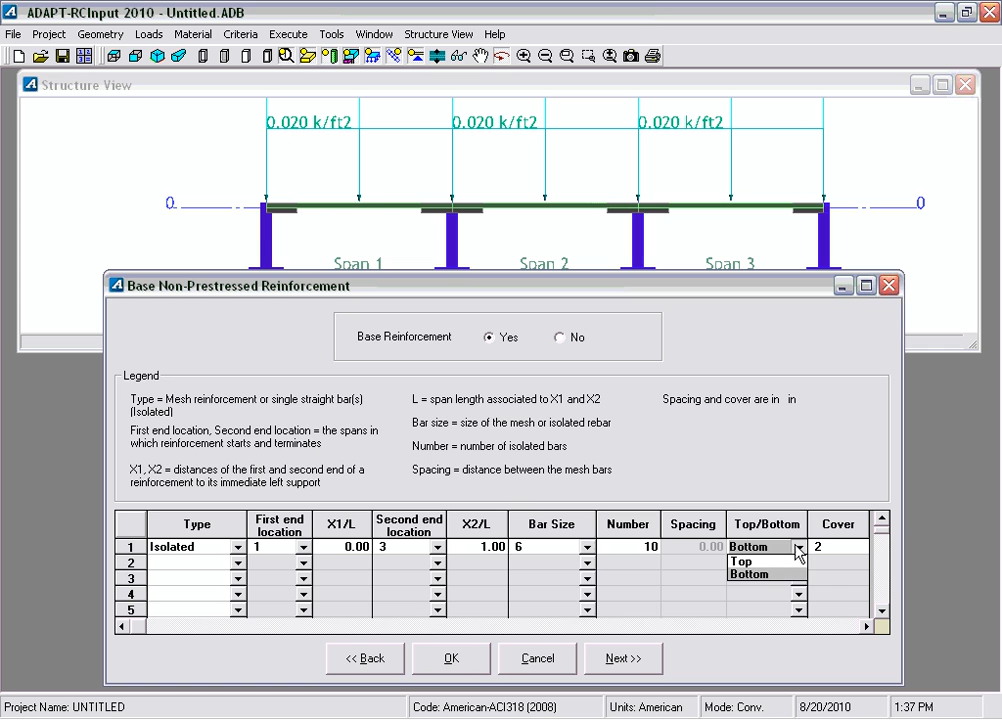 ADAPT-RCInput 2010 - Untitled.ADB
File Project Geometry Loads Material Criteria Execute Tools Window Structure View Help
Structure View
0.020 k/ft2 0.020 k/ft2 0.020 k/ft2
0 0
Span 1 Span 2 Span 3
Base Non-Prestressed Reinforcement
Base Reinforcement Yes No
Legend
Type = Mesh reinforcement or single straight bar(s)
(Isolated)
First end location, Second end location = the spans in
which reinforcement starts and terminates
X1, X2 = distances of the first and second end of a
reinforcement to its immediate left support
L = span length associated to X1 and X2
Bar size = size of the mesh or isolated rebar
Number = number of isolated bars
Spacing = distance between the mesh bars
Spacing and cover are in in
Type First end location X1/L Second end location X2/L Bar Size Number Spacing Top/Bottom Cover
1 Isolated 1 0.00 3 1.00 6 10 0.00 Bottom 2
2 Top
3 Bottom
4
5
<< Back OK Cancel Next >>
Project Name: UNTITLED Code: American-ACI318 (2008) Units: American Mode: Conv. 8/20/2010 1:37 PM